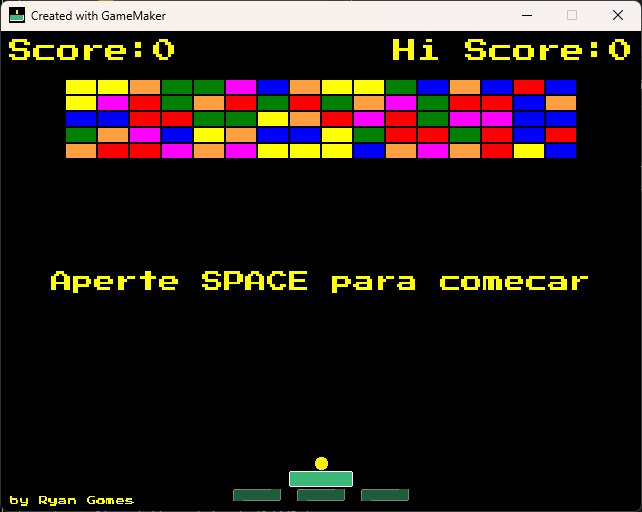 Created with GameMaker
Score:0
Hi Score:0
Aperte SPACE para comecar
by Ryan Gomes